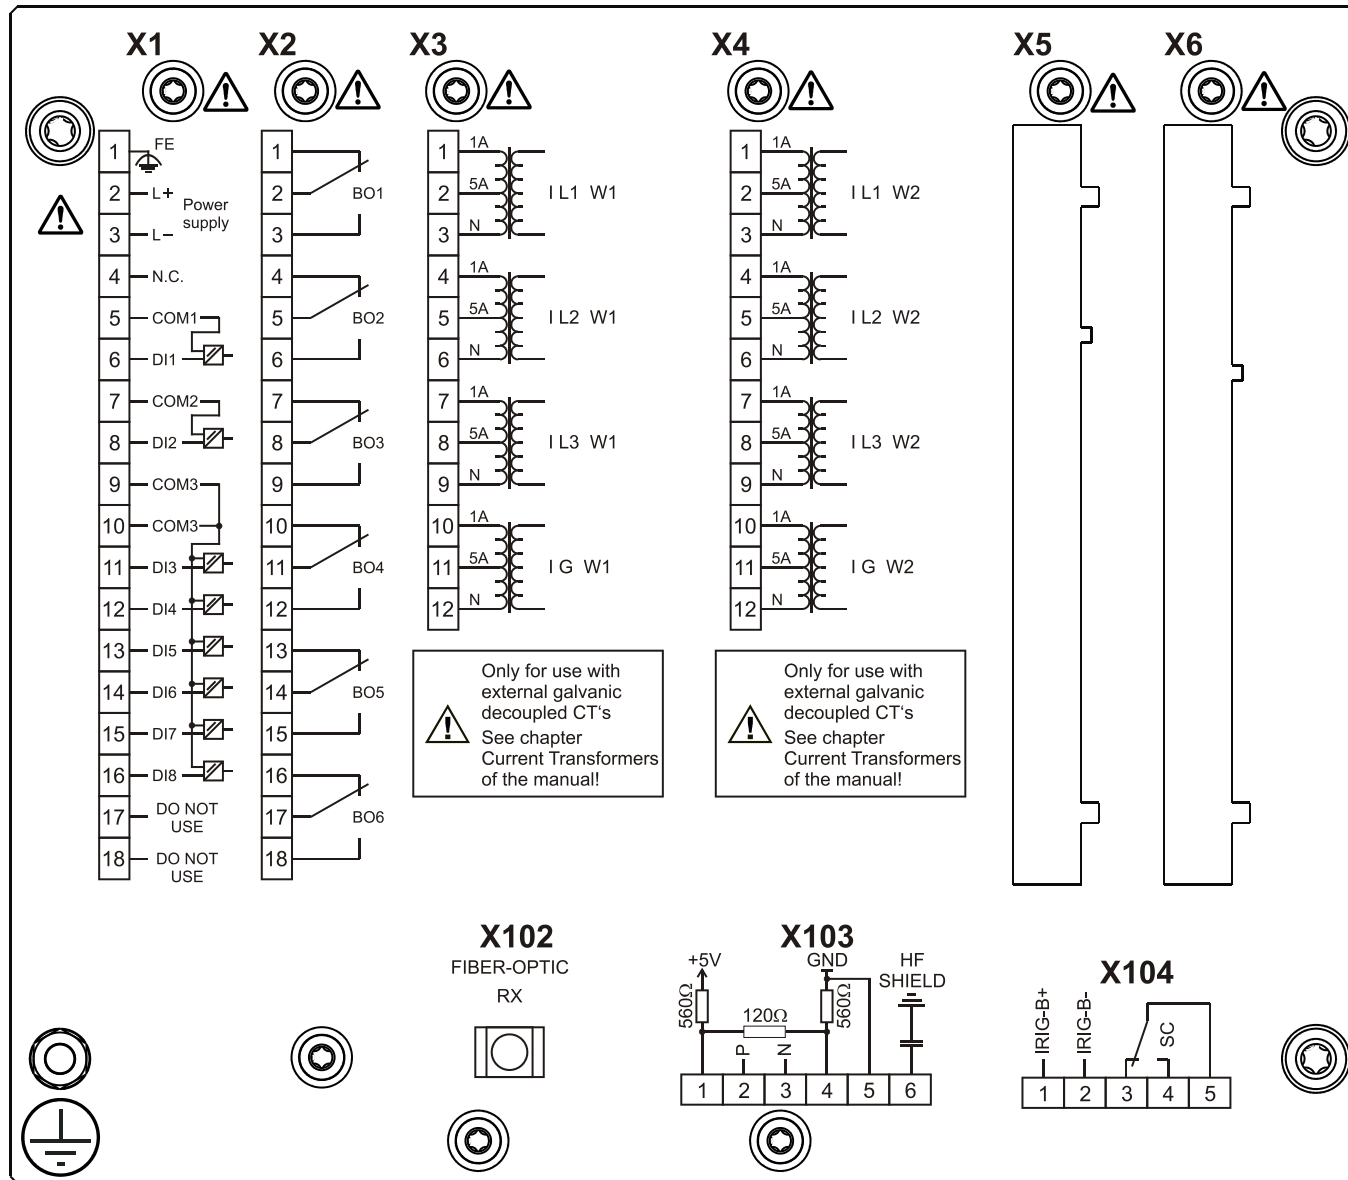 X1
X2
X3
X4
X5
X6
1 FE
2 L+
Power
supply
3 L−
4 N.C.
5 COM1
6 DI1
7 COM2
8 DI2
9 COM3
10 COM3
11 DI3
12 DI4
13 DI5
14 DI6
15 DI7
16 DI8
17 DO NOT
USE
18 DO NOT
USE
1
2 BO1
3
4
5 BO2
6
7
8 BO3
9
10
11 BO4
12
13
14 BO5
15
16
17 BO6
18
1 1A
2 5A I L1 W1
3 N
4 1A
5 5A I L2 W1
6 N
7 1A
8 5A I L3 W1
9 N
10 1A
11 5A I G W1
12 N
Only for use with
external galvanic
decoupled CT‘s
See chapter
Current Transformers
of the manual!
1 1A
2 5A I L1 W2
3 N
4 1A
5 5A I L2 W2
6 N
7 1A
8 5A I L3 W2
9 N
10 1A
11 5A I G W2
12 N
Only for use with
external galvanic
decoupled CT‘s
See chapter
Current Transformers
of the manual!
X102
FIBER-OPTIC
RX
X103
+5V
GND
HF
SHIELD
560Ω
120Ω
560Ω
P
N
1 2 3 4 5 6
X104
IRIG-B+
IRIG-B-
SC
1 2 3 4 5